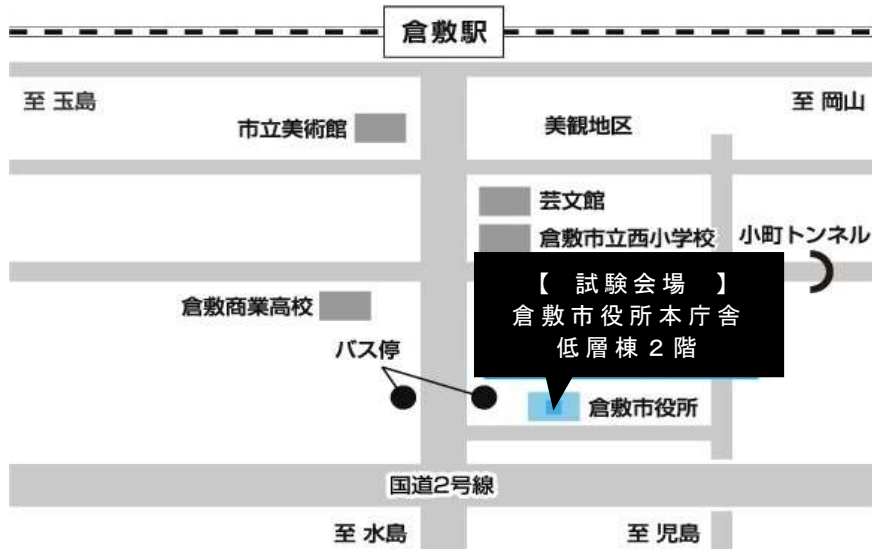 倉敷駅
至 玉島
至 岡山
市立美術館
美観地区
芸文館
倉敷市立西小学校
小町トンネル
【 試験会場 】
倉敷市役所本庁舎
低層棟2階
倉敷商業高校
バス停
倉敷市役所
国道2号線
至 水島
至 児島